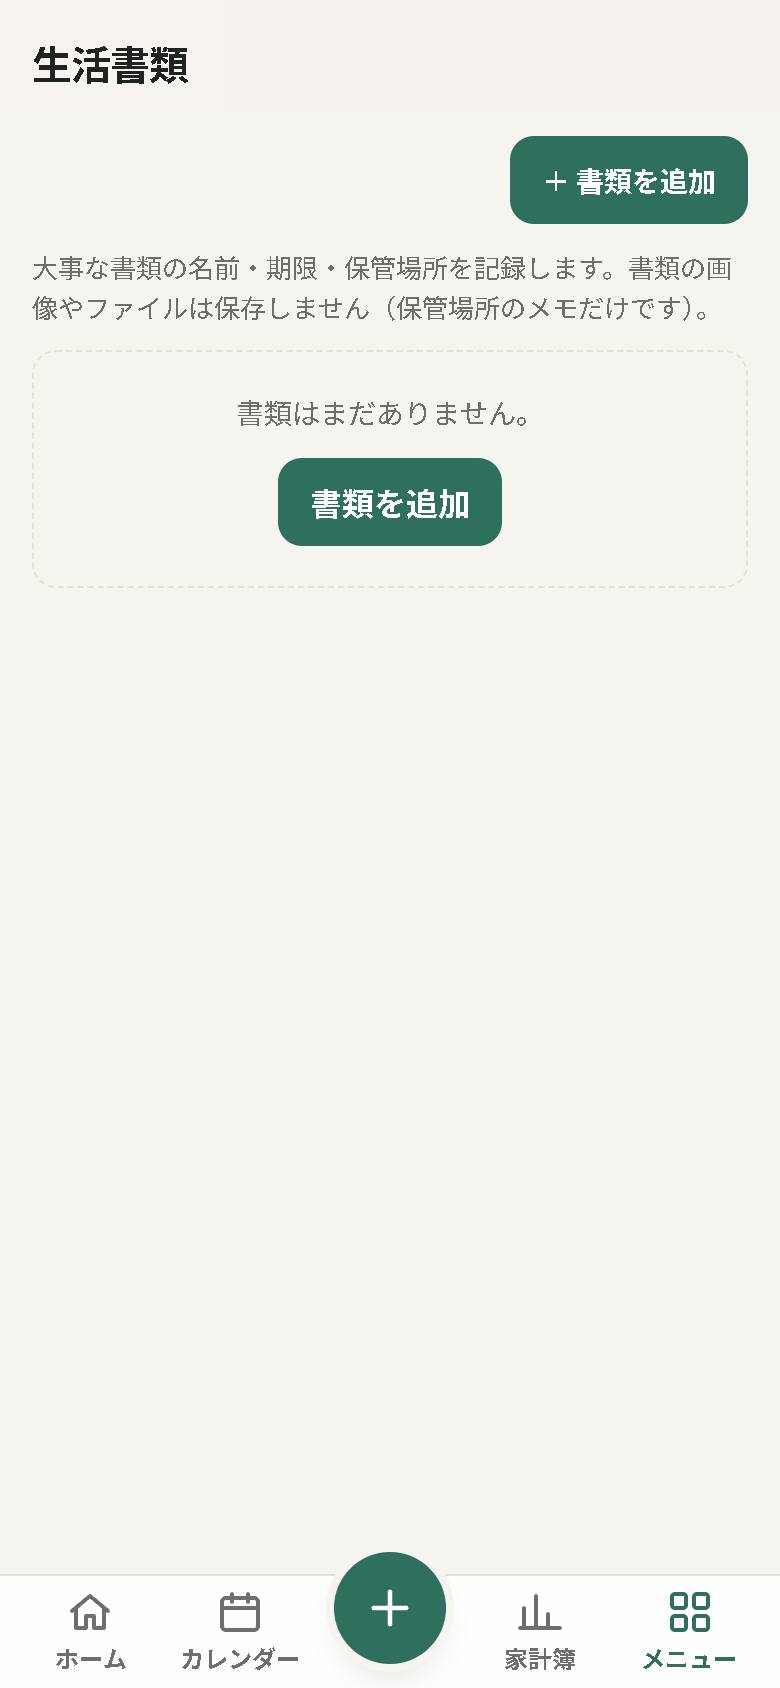 生活書類
＋ 書類を追加
大事な書類の名前・期限・保管場所を記録します。書類の画
像やファイルは保存しません（保管場所のメモだけです）。
書類はまだありません。
書類を追加
ホーム
カレンダー
家計簿
メニュー